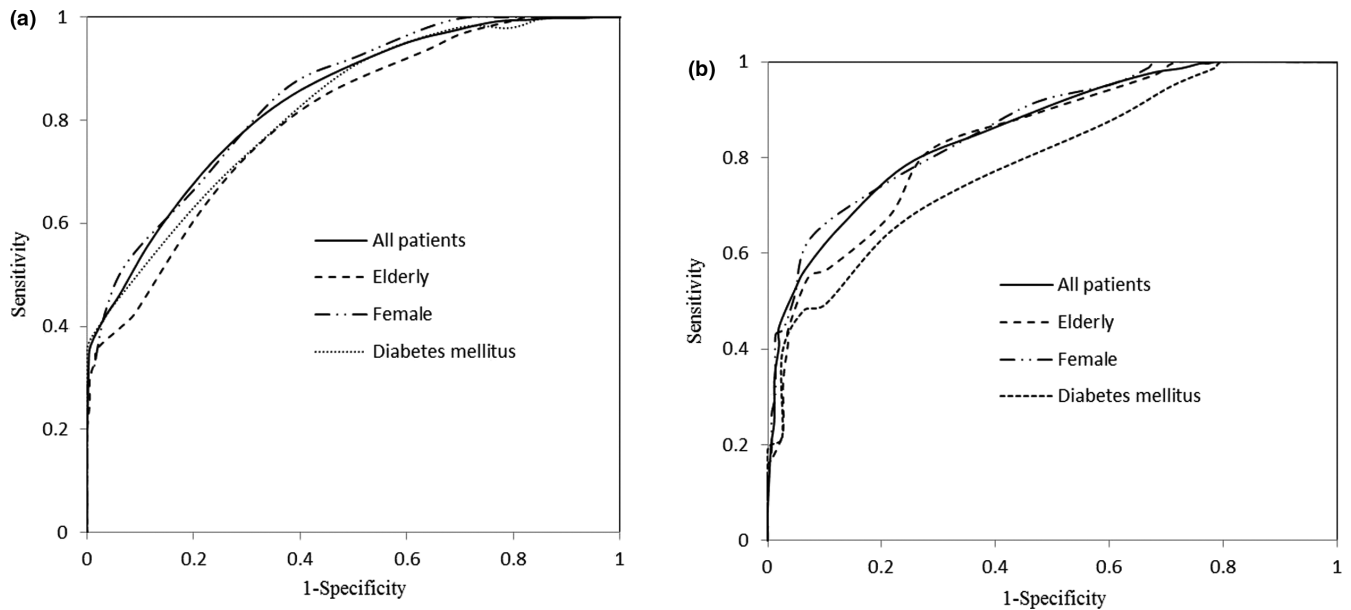 (a)
1
0.8
0.6
0.4
0.2
0
Sensitivity
All patients
Elderly
Female
Diabetes mellitus
0
0.2
0.4
0.6
0.8
1
1-Specificity
(b)
1
0.8
0.6
0.4
0.2
0
Sensitivity
All patients
Elderly
Female
Diabetes mellitus
0
0.2
0.4
0.6
0.8
1
1-Specificity